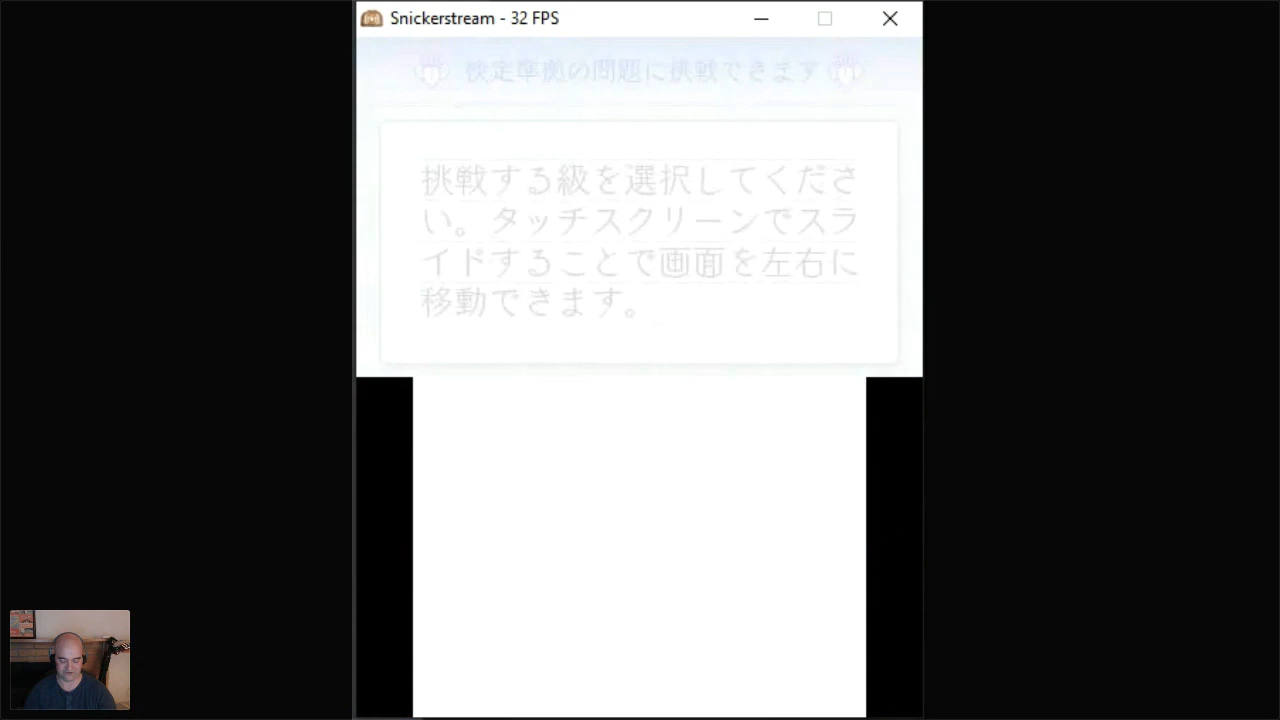 Snickerstream - 32 FPS
検定準拠の問題に挑戦できます
挑戦する級を選択してくださ
い。タッチスクリーンでスラ
イドすることで画面を左右に
移動できます。